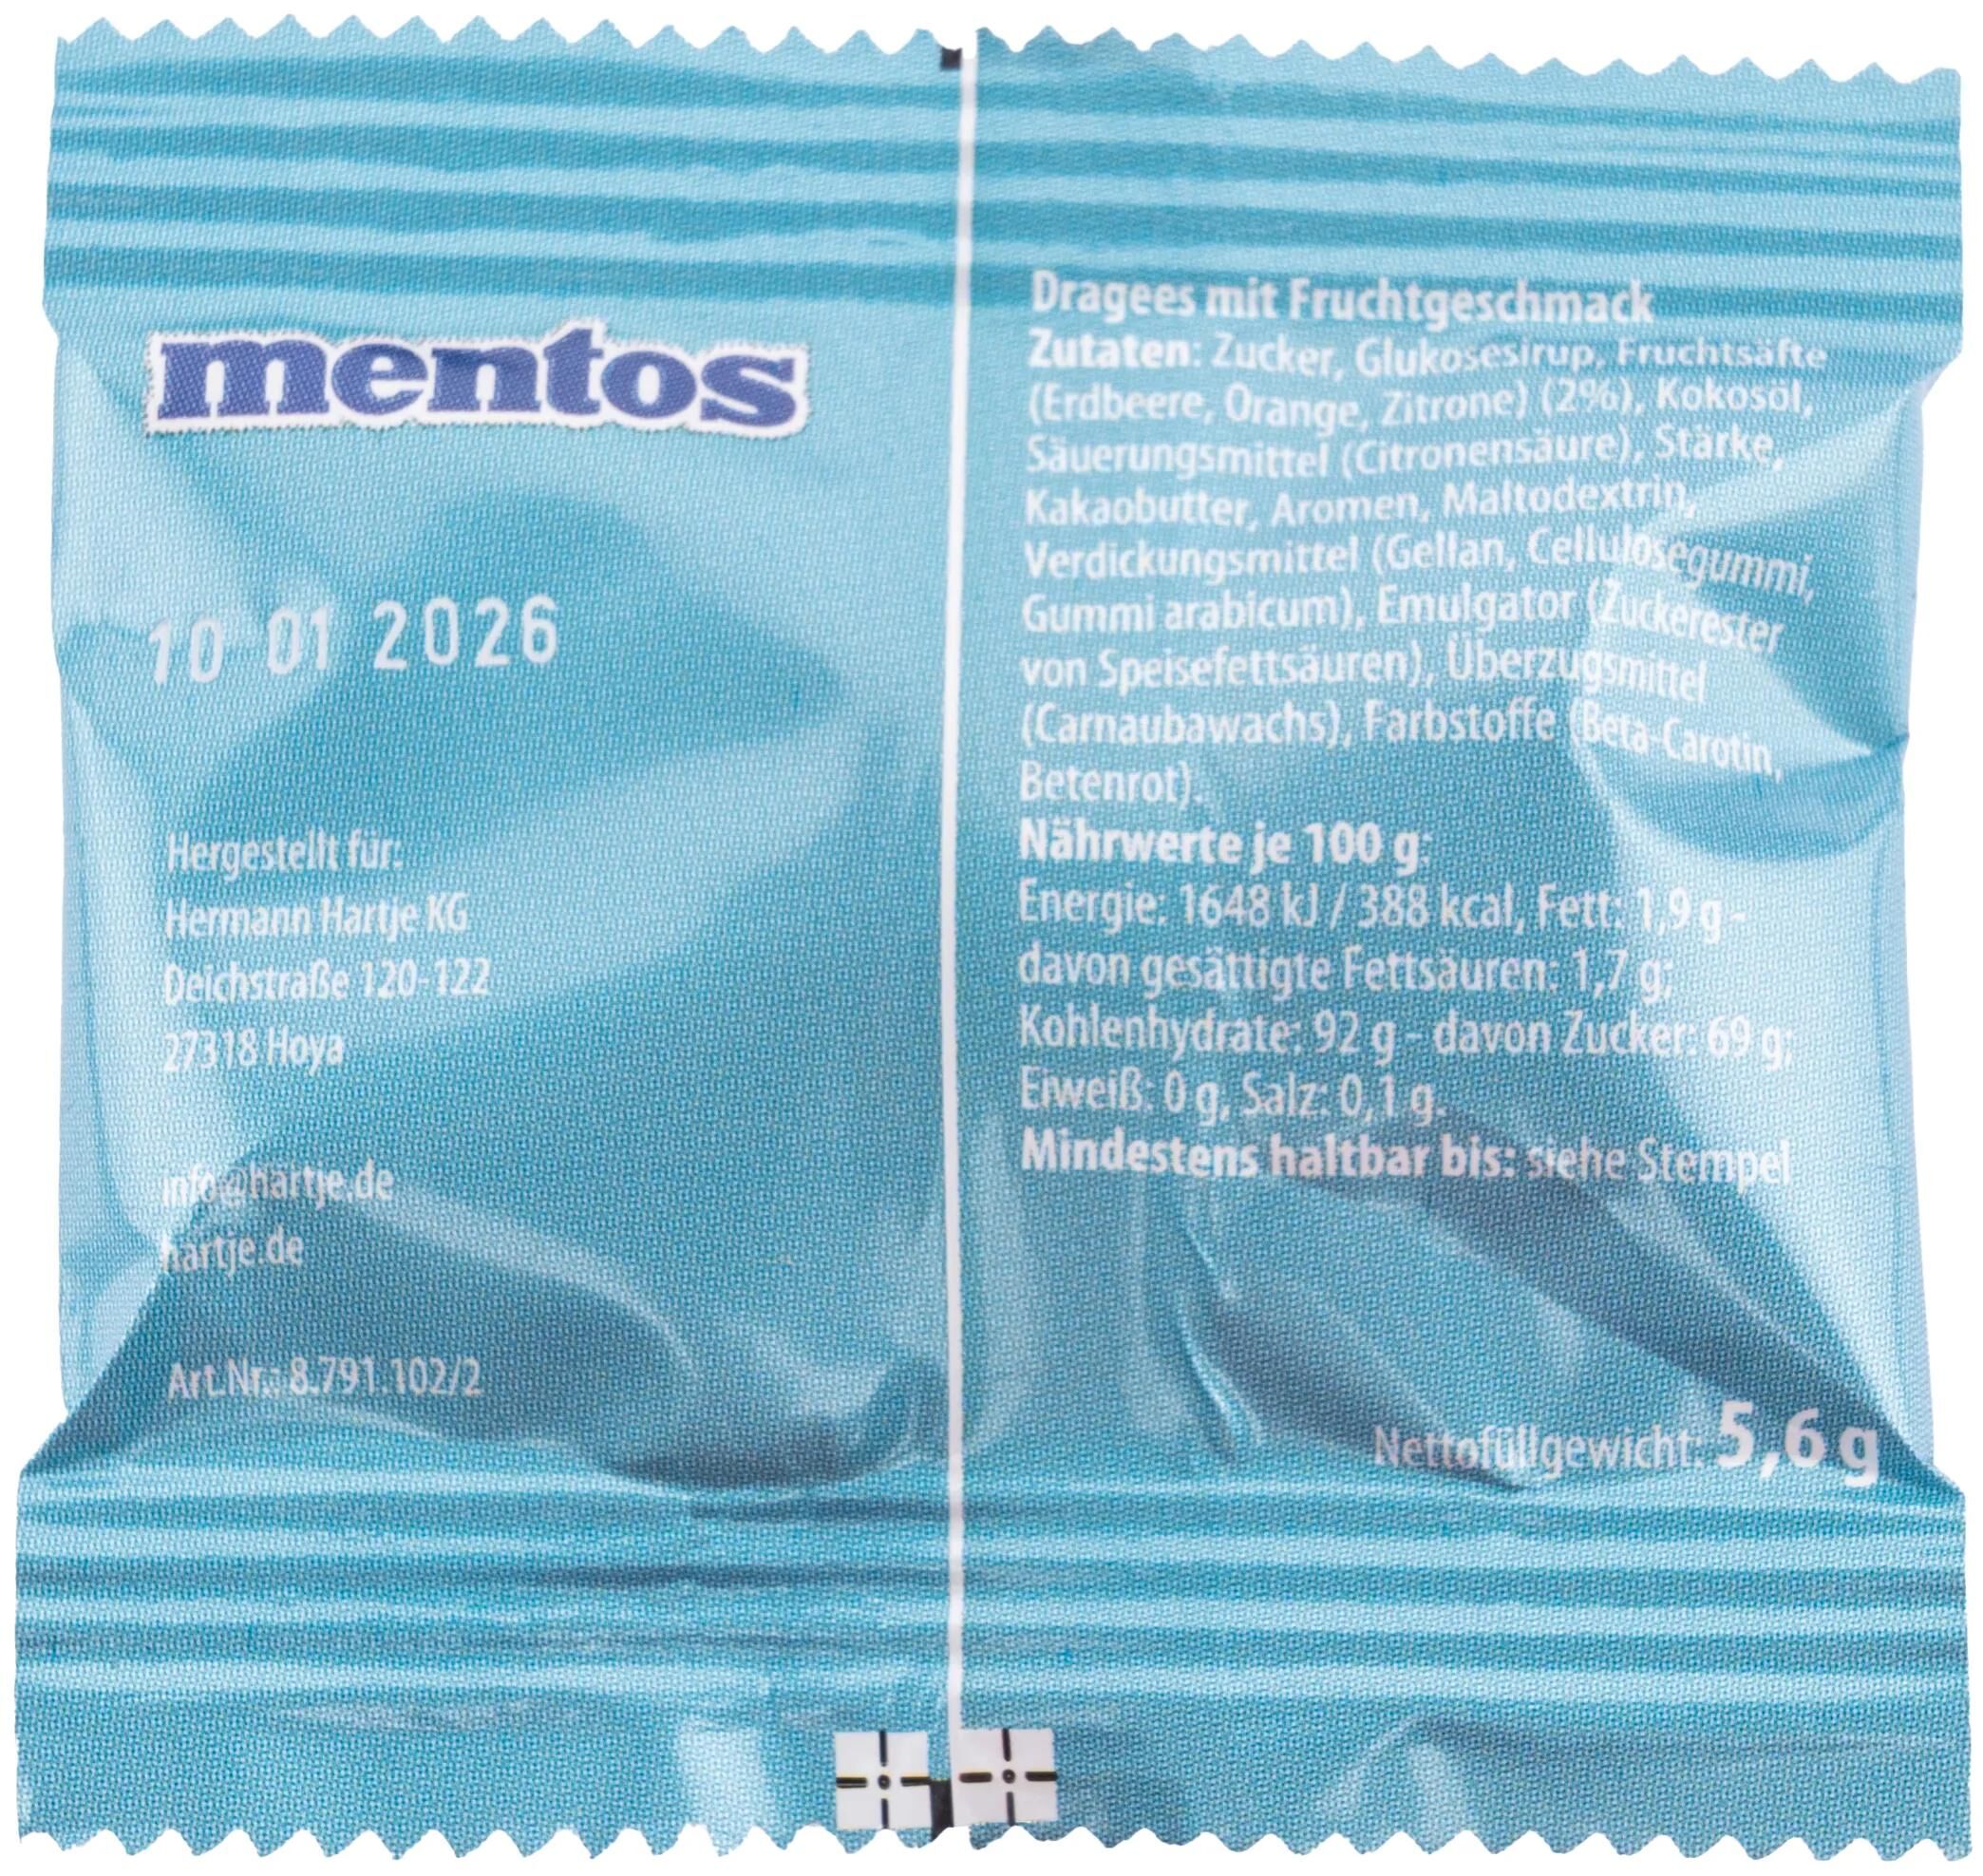 mentos
10 01 2026
Hergestellt für:
Hermann Hartje KG
Deichstraße 120-122
27318 Hoya
info@hartje.de
hartje.de
Art.Nr.: 8.791.102/2
Dragees mit Fruchtgeschmack
Zutaten: Zucker, Glukosesirup, Fruchtsäfte
(Erdbeere, Orange, Zitrone) (2%), Kokosöl,
Säuerungsmittel (Citronensäure), Stärke,
Kakaobutter, Aromen, Maltodextrin,
Verdickungsmittel (Gellan, Cellulosegummi,
Gummi arabicum), Emulgator (Zuckerester
von Speisefettsäuren), Überzugsmittel
(Carnaubawachs), Farbstoffe (Beta-Carotin,
Betenrot).
Nährwerte je 100 g:
Energie: 1648 kJ / 388 kcal, Fett: 1,9 g -
davon gesättigte Fettsäuren: 1,7 g;
Kohlenhydrate: 92 g - davon Zucker: 69 g;
Eiweiß: 0 g, Salz: 0,1 g.
Mindestens haltbar bis: siehe Stempel
Nettofüllgewicht: 5,6 g